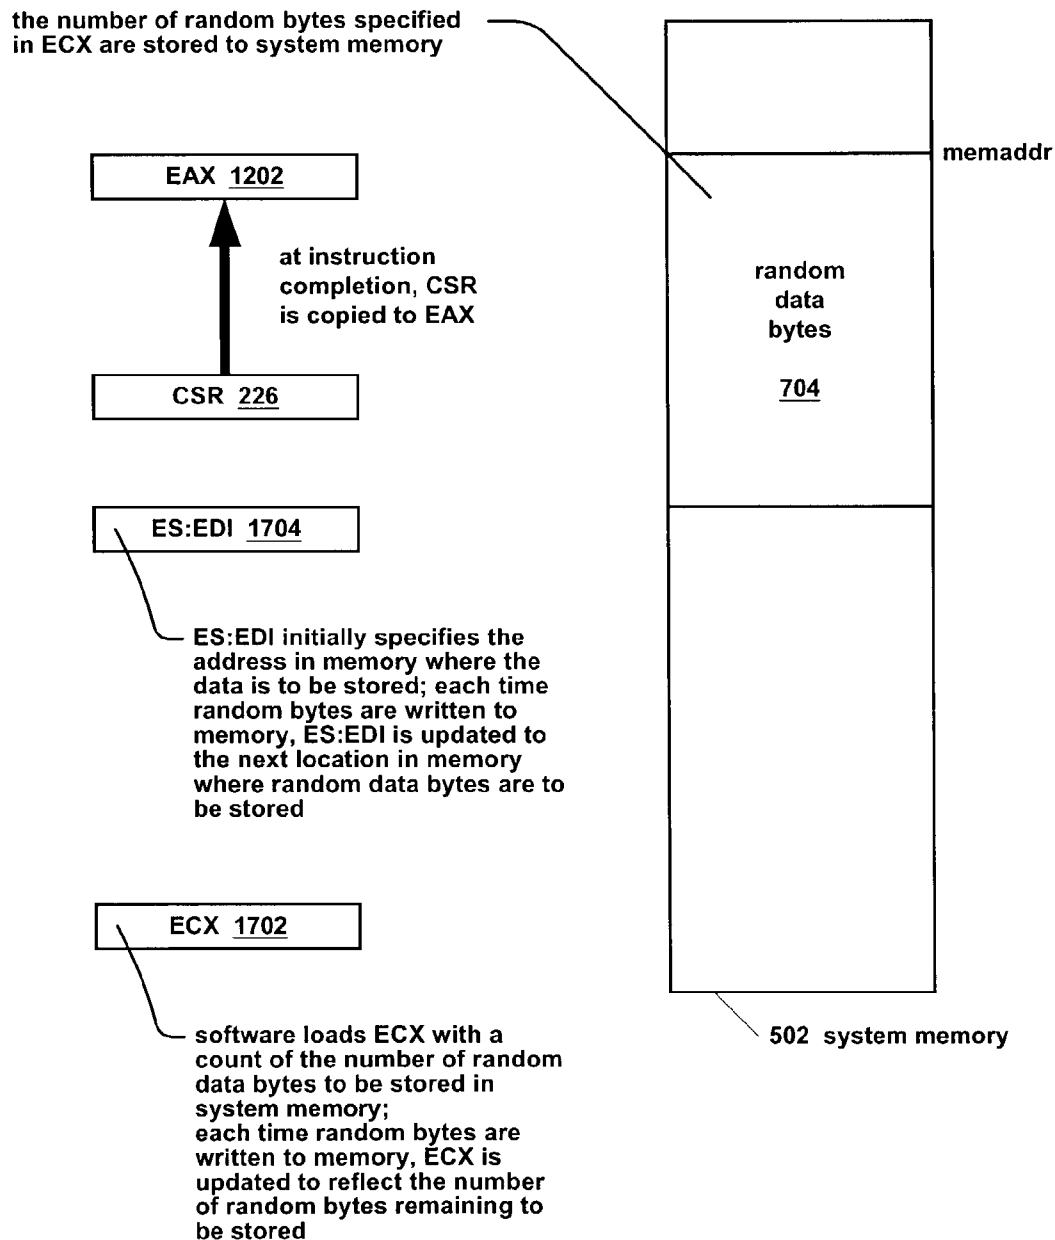 the number of random bytes specified
in ECX are stored to system memory
memaddr
EAX 1202
at instruction
completion, CSR
is copied to EAX
random
data
bytes
704
CSR 226
ES:EDI 1704
ES:EDI initially specifies the
address in memory where the
data is to be stored; each time
random bytes are written to
memory, ES:EDI is updated to
the next location in memory
where random data bytes are to
be stored
ECX 1702
502 system memory
software loads ECX with a
count of the number of random
data bytes to be stored in
system memory;
each time random bytes are
written to memory, ECX is
updated to reflect the number
of random bytes remaining to
be stored